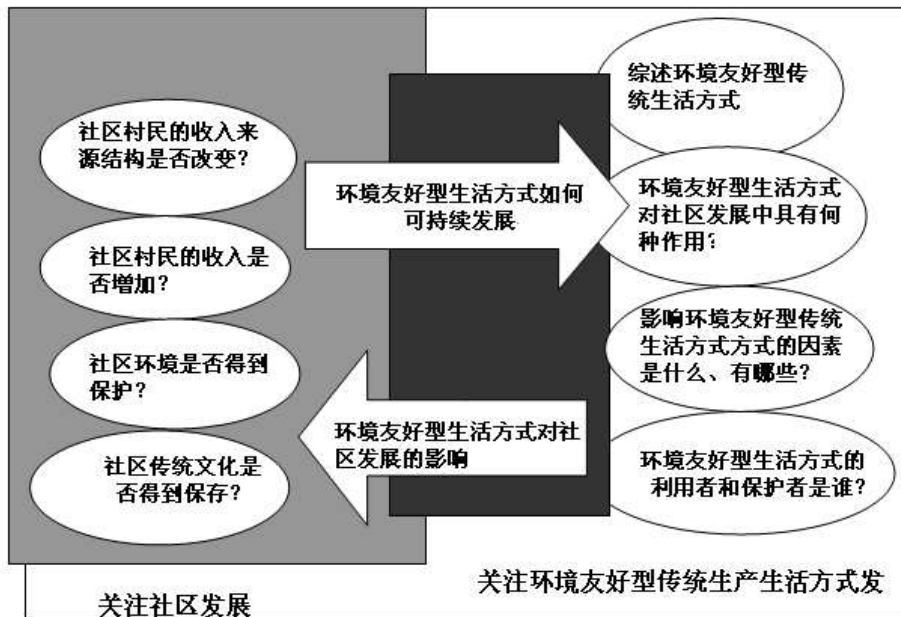 社区村民的收入来
源结构是否改变?
社区村民的收入是
否增加?
社区环境是否得到
保护?
社区传统文化是
否得到保存?
环境友好型生活方式如何
可持续发展
环境友好型生活方式对社
区发展的影响
综述环境友好型传
统生活方式
环境友好型生活方式
对社区发展中具有何
种作用?
影响环境友好型传统
生活方式方式的因素
是什么、有哪些?
环境友好型生活方式的
利用者和保护者是谁?
关注社区发展
关注环境友好型传统生产生活方式发